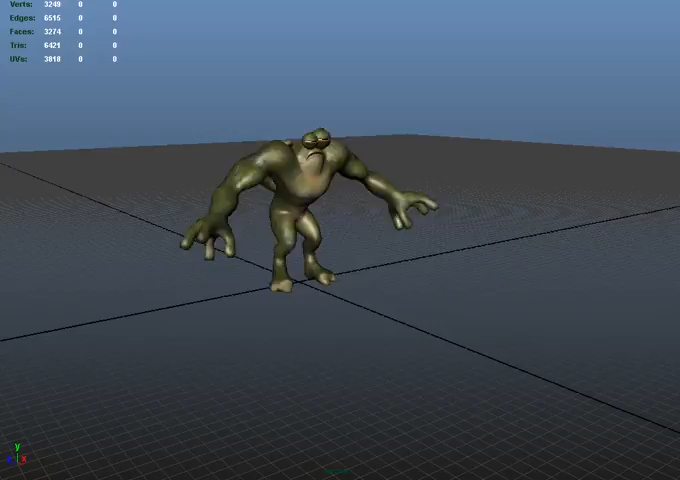 Verts: 3249 0 0
Edges: 6515 0 0
Faces: 3274 0 0
Tris: 6421 0 0
UVs: 3818 0 0
y
x